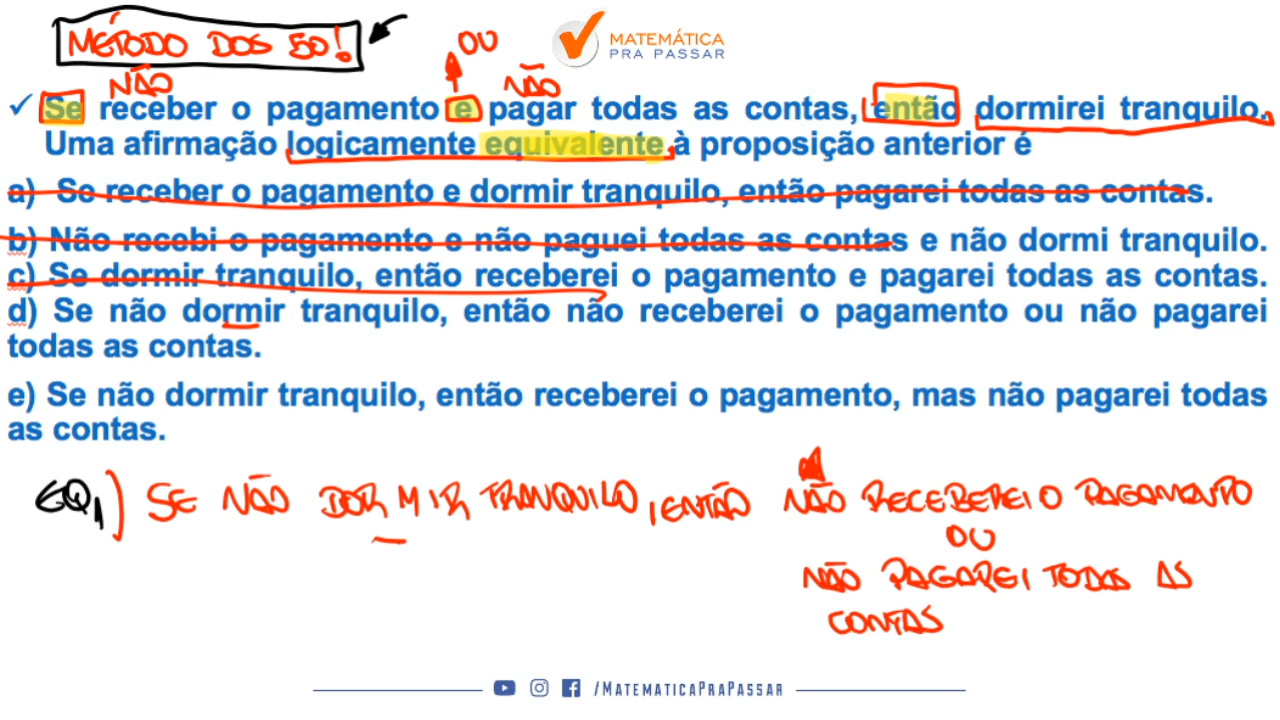 MÉTODO DOS 50!
OU
MATEMÁTICA
PRA PASSAR
NÃO NÃO
✓ Se receber o pagamento e pagar todas as contas, então dormirei tranquilo.
Uma afirmação logicamente equivalente à proposição anterior é
a) Se receber o pagamento e dormir tranquilo, então pagarei todas as contas.
b) Não recebi o pagamento e não paguei todas as contas e não dormi tranquilo.
c) Se dormir tranquilo, então receberei o pagamento e pagarei todas as contas.
d) Se não dormir tranquilo, então não receberei o pagamento ou não pagarei
todas as contas.
e) Se não dormir tranquilo, então receberei o pagamento, mas não pagarei todas
as contas.
EQ1) SE NÃO DORMIR TRANQUILO, ENTÃO NÃO RECEBEREI O PAGAMENTO
OU
NÃO PAGAREI TODAS AS
CONTAS
/MATEMATICAPRAPASSAR